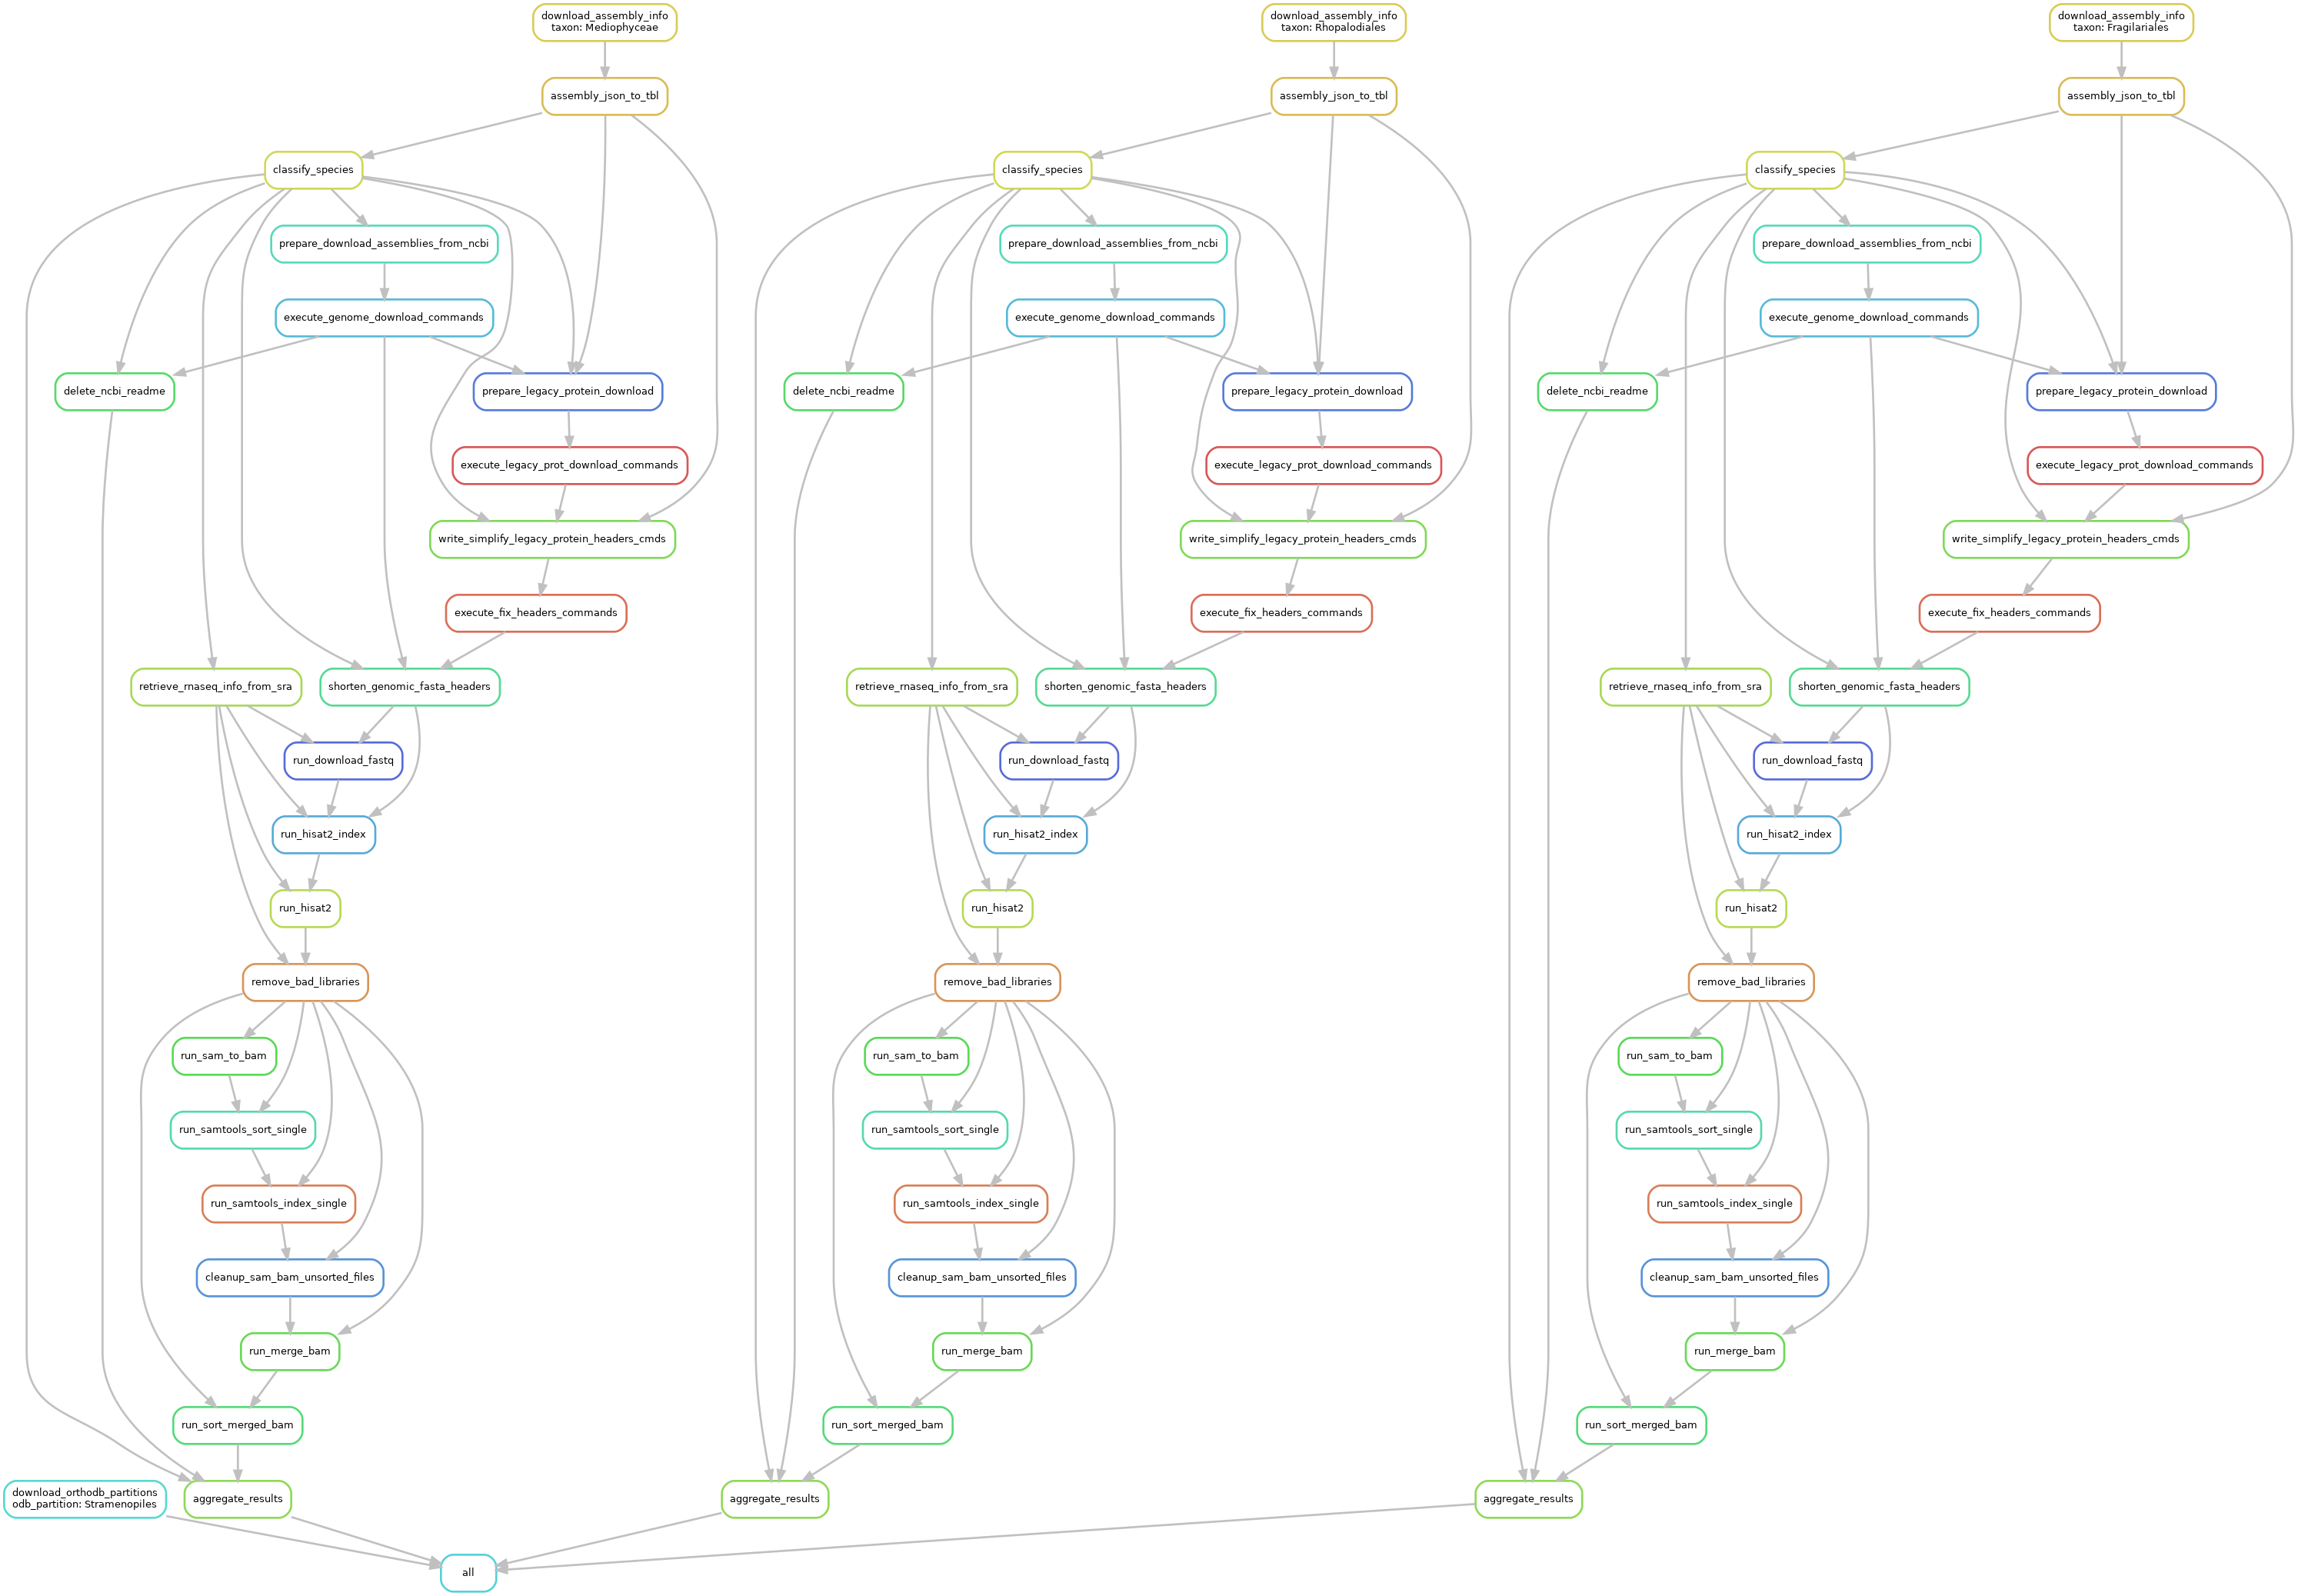 download_assembly_info
taxon: Mediophyceae
download_assembly_info
taxon: Rhopalodiales
download_assembly_info
taxon: Fragilariales
assembly_json_to_tbl
assembly_json_to_tbl
assembly_json_to_tbl
classify_species
classify_species
classify_species
prepare_download_assemblies_from_ncbi
prepare_download_assemblies_from_ncbi
prepare_download_assemblies_from_ncbi
execute_genome_download_commands
execute_genome_download_commands
execute_genome_download_commands
delete_ncbi_readme
prepare_legacy_protein_download
delete_ncbi_readme
prepare_legacy_protein_download
delete_ncbi_readme
prepare_legacy_protein_download
execute_legacy_prot_download_commands
execute_legacy_prot_download_commands
execute_legacy_prot_download_commands
write_simplify_legacy_protein_headers_cmds
write_simplify_legacy_protein_headers_cmds
write_simplify_legacy_protein_headers_cmds
execute_fix_headers_commands
execute_fix_headers_commands
execute_fix_headers_commands
retrieve_rnaseq_info_from_sra
shorten_genomic_fasta_headers
retrieve_rnaseq_info_from_sra
shorten_genomic_fasta_headers
retrieve_rnaseq_info_from_sra
shorten_genomic_fasta_headers
run_download_fastq
run_download_fastq
run_download_fastq
run_hisat2_index
run_hisat2_index
run_hisat2_index
run_hisat2
run_hisat2
run_hisat2
remove_bad_libraries
remove_bad_libraries
remove_bad_libraries
run_sam_to_bam
run_sam_to_bam
run_sam_to_bam
run_samtools_sort_single
run_samtools_sort_single
run_samtools_sort_single
run_samtools_index_single
run_samtools_index_single
run_samtools_index_single
cleanup_sam_bam_unsorted_files
cleanup_sam_bam_unsorted_files
cleanup_sam_bam_unsorted_files
run_merge_bam
run_merge_bam
run_merge_bam
run_sort_merged_bam
run_sort_merged_bam
run_sort_merged_bam
download_orthodb_partitions
odb_partition: Stramenopiles
aggregate_results
aggregate_results
aggregate_results
all